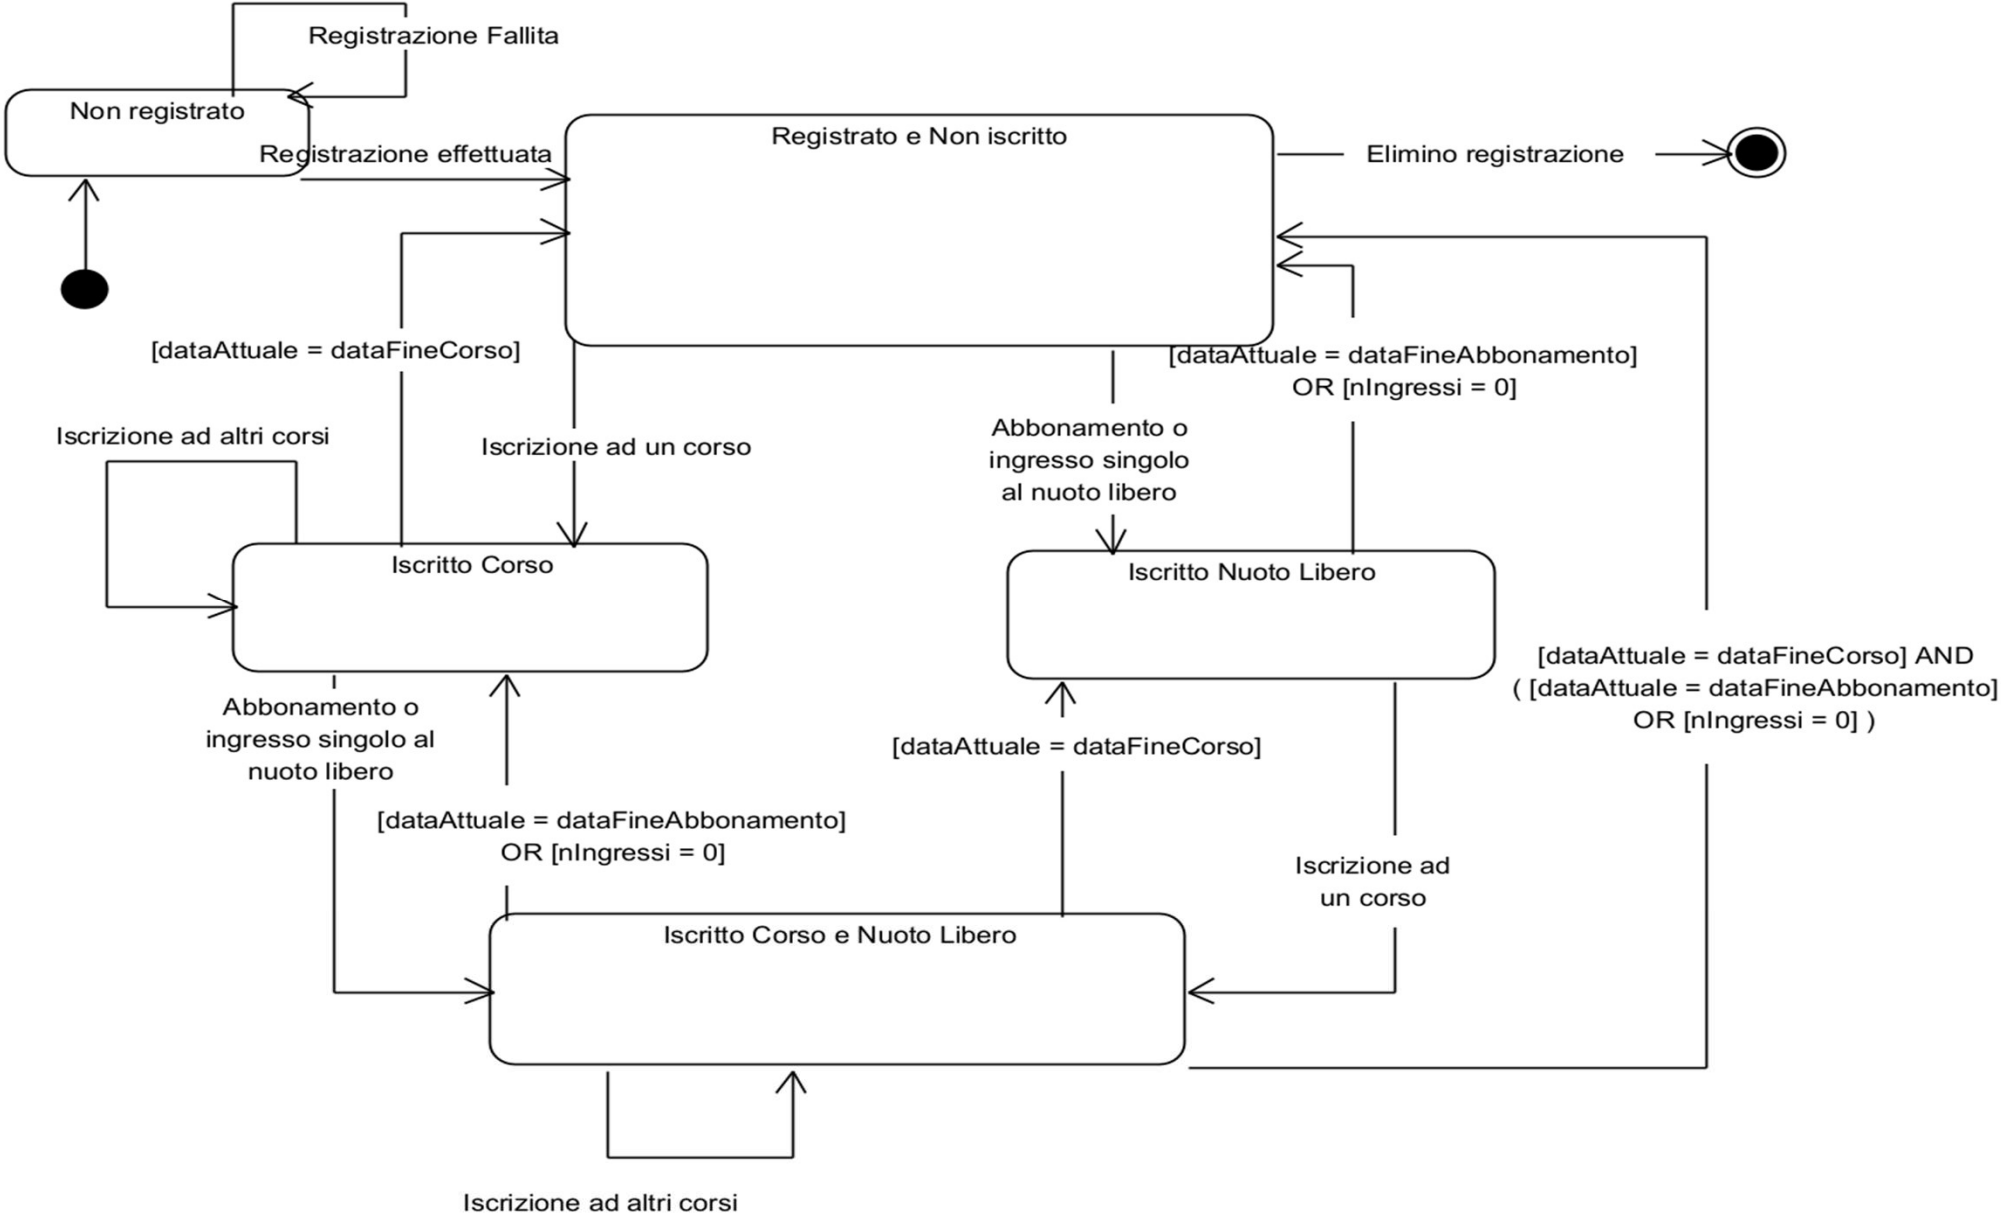 Registrazione Fallita
Non registrato
Registrazione effettuata
Registrato e Non iscritto
Elimino registrazione
[dataAttuale = dataFineCorso]
[dataAttuale = dataFineAbbonamento]
OR [nIngressi = 0]
Iscrizione ad altri corsi
Iscrizione ad un corso
Abbonamento o
ingresso singolo
al nuoto libero
Iscritto Corso
Iscritto Nuoto Libero
[dataAttuale = dataFineCorso] AND
( [dataAttuale = dataFineAbbonamento]
OR [nIngressi = 0] )
Abbonamento o
ingresso singolo al
nuoto libero
[dataAttuale = dataFineCorso]
[dataAttuale = dataFineAbbonamento]
OR [nIngressi = 0]
Iscrizione ad
un corso
Iscritto Corso e Nuoto Libero
Iscrizione ad altri corsi